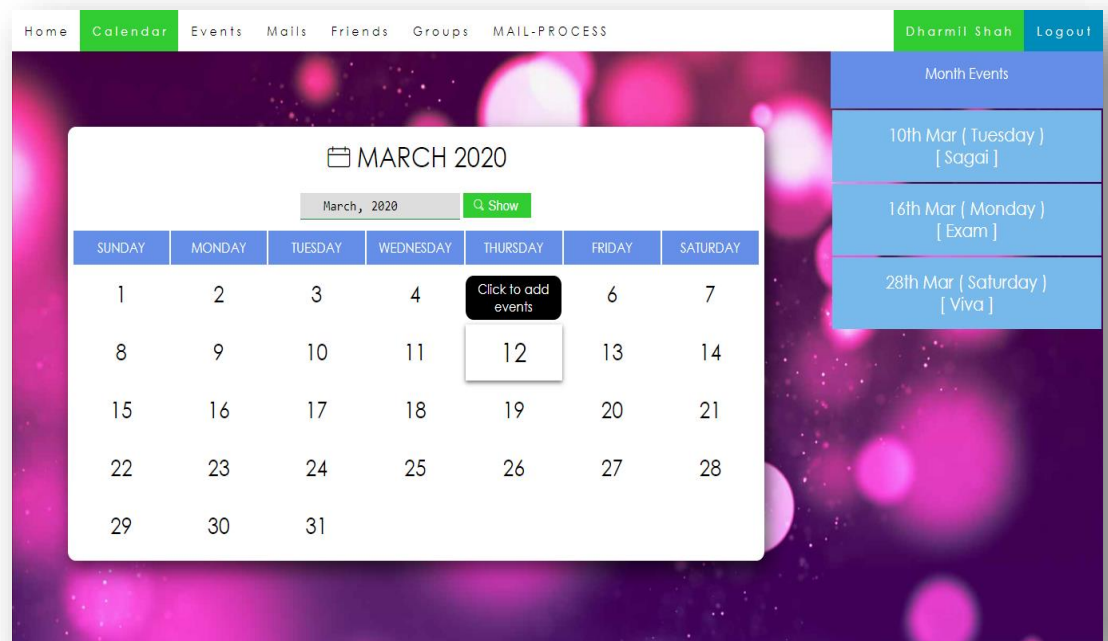 Home Calendar Events Mails Friends Groups MAIL-PROCESS Dharmil Shah Logout
MARCH 2020
March, 2020 Show
SUNDAY MONDAY TUESDAY WEDNESDAY THURSDAY FRIDAY SATURDAY
1 2 3 4 Click to add events 6 7
8 9 10 11 12 13 14
15 16 17 18 19 20 21
22 23 24 25 26 27 28
29 30 31
Month Events
10th Mar ( Tuesday )
[ Sagai ]
16th Mar ( Monday )
[ Exam ]
28th Mar ( Saturday )
[ Viva ]